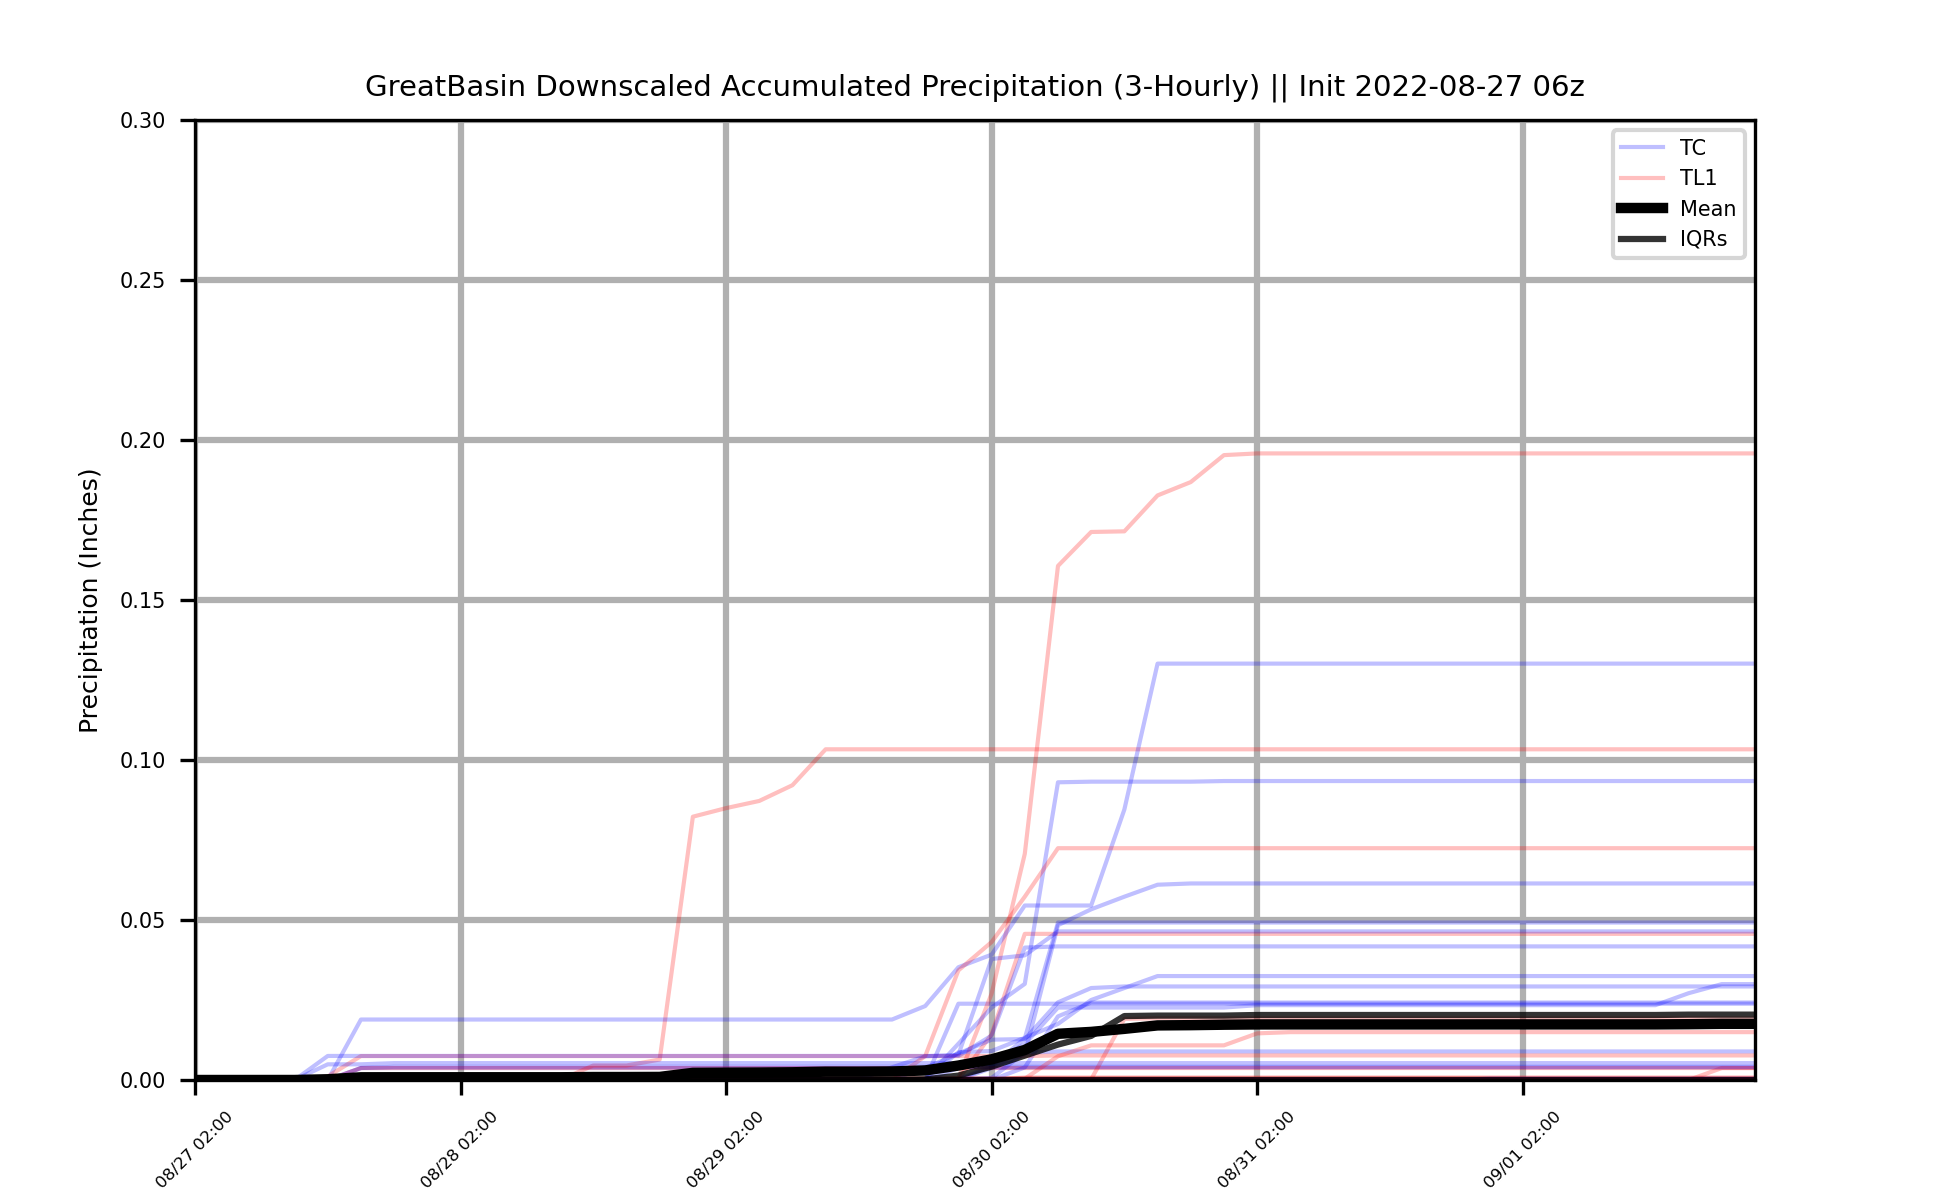 GreatBasin Downscaled Accumulated Precipitation (3-Hourly) || Init 2022-08-27 06z
Precipitation (Inches)
0.30
0.25
0.20
0.15
0.10
0.05
0.00
TC
TL1
Mean
IQRs
08/27 02:00
08/28 02:00
08/29 02:00
08/30 02:00
08/31 02:00
09/01 02:00